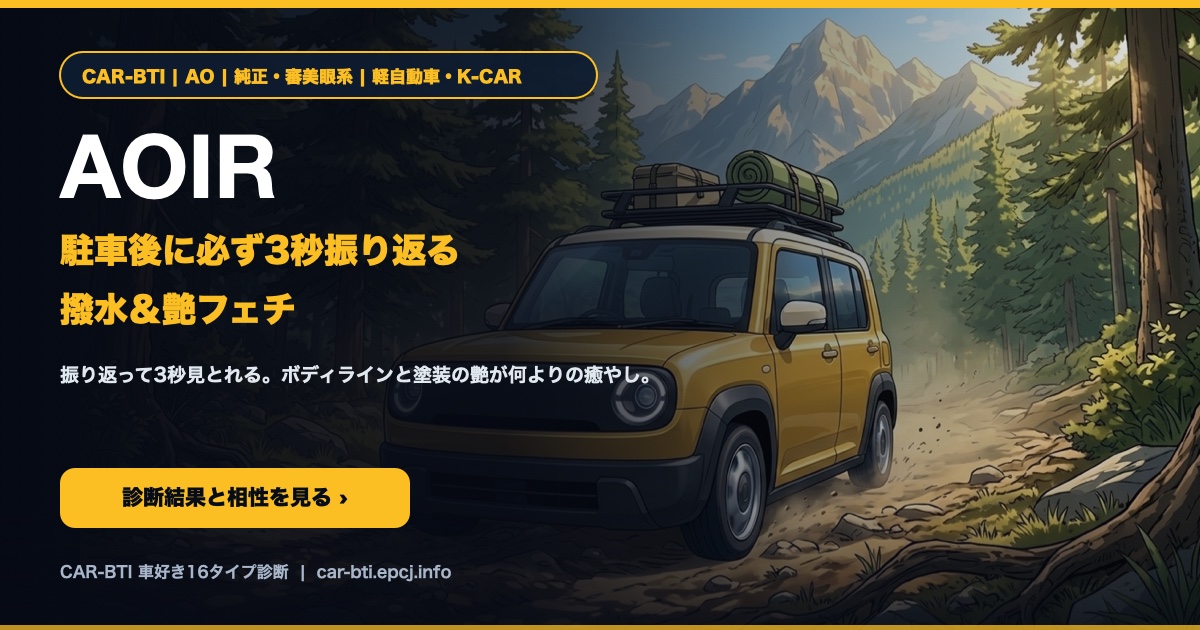 CAR-BTI | AO | 純正・審美眼系 | 軽自動車・K-CAR
AOIR
駐車後に必ず3秒振り返る
撥水&艶フェチ
振り返って3秒見とれる。ボディラインと塗装の艶が何よりの癒やし。
診断結果と相性を見る ›
CAR-BTI 車好き16タイプ診断 | car-bti.epcj.info